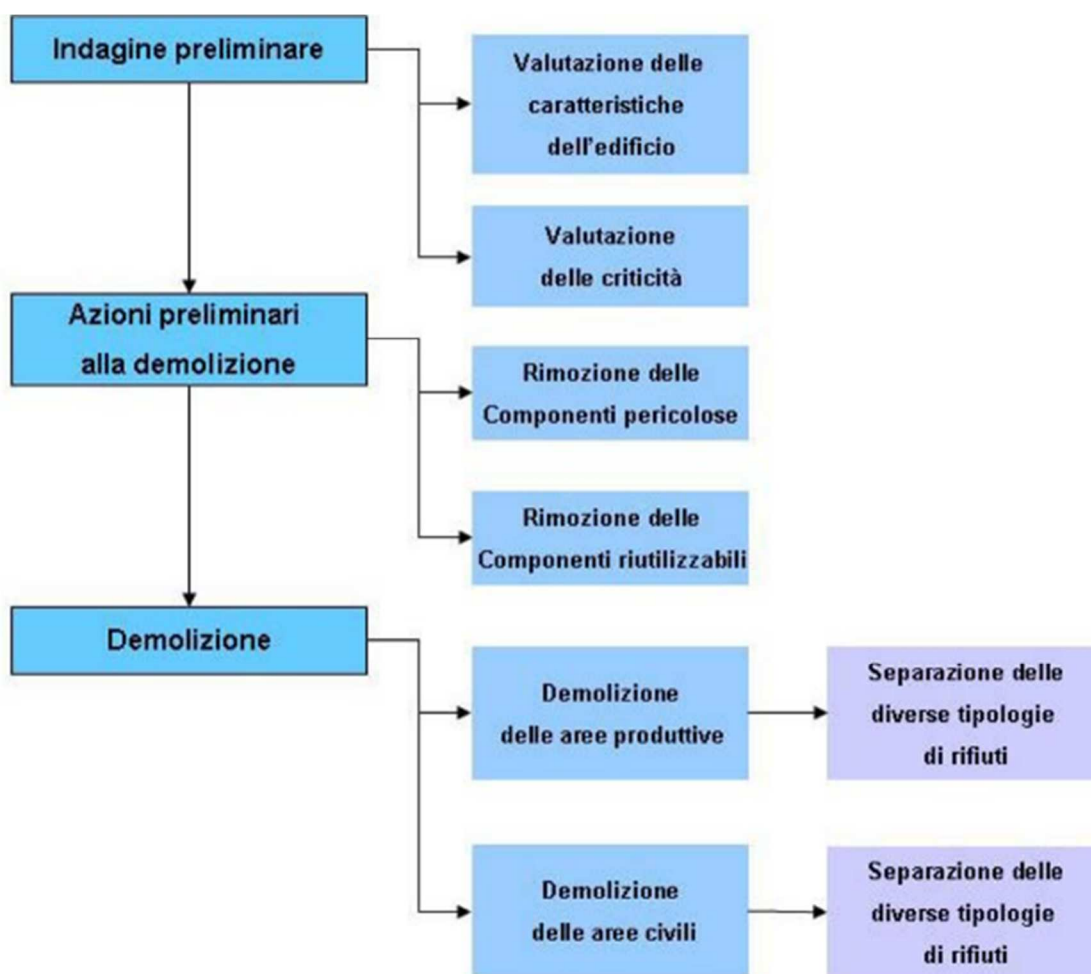 Indagine preliminare
Valutazione delle
caratteristiche
dell'edificio
Valutazione
delle criticità
Azioni preliminari
alla demolizione
Rimozione delle
Componenti pericolose
Rimozione delle
Componenti riutilizzabili
Demolizione
Demolizione
delle aree produttive
Separazione delle
diverse tipologie
di rifiuti
Demolizione
delle aree civili
Separazione delle
diverse tipologie
di rifiuti